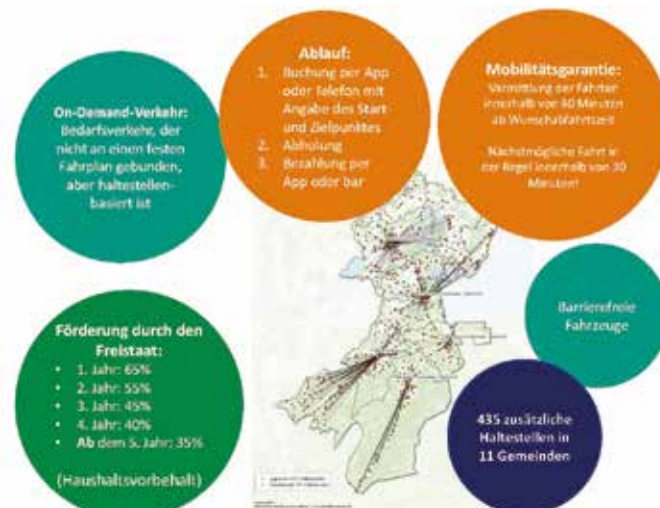 On-Demand-Verkehr:
Bedarfsverkehr, der
nicht an einen festen
Fahrplan gebunden,
aber haltestellen-
basiert ist
Ablauf:
1. Buchung per App
oder Telefon mit
Angabe des Start
und Zielpunktes
2. Abholung
3. Bezahlung per
App oder bar
Mobilitätsgarantie:
Vermittlung der Fahrten
innerhalb von 60 Minuten
ab Wunschabfahrtszeit
Nächstmögliche Fahrt in
der Regel innerhalb von 30
Minuten!
Förderung durch den
Freistaat:
• 1. Jahr: 65%
• 2. Jahr: 55%
• 3. Jahr: 45%
• 4. Jahr: 40%
• Ab dem 5. Jahr: 35%
(Haushaltsvorbehalt)
Barrierefreie
Fahrzeuge
435 zusätzliche
Haltestellen in
11 Gemeinden